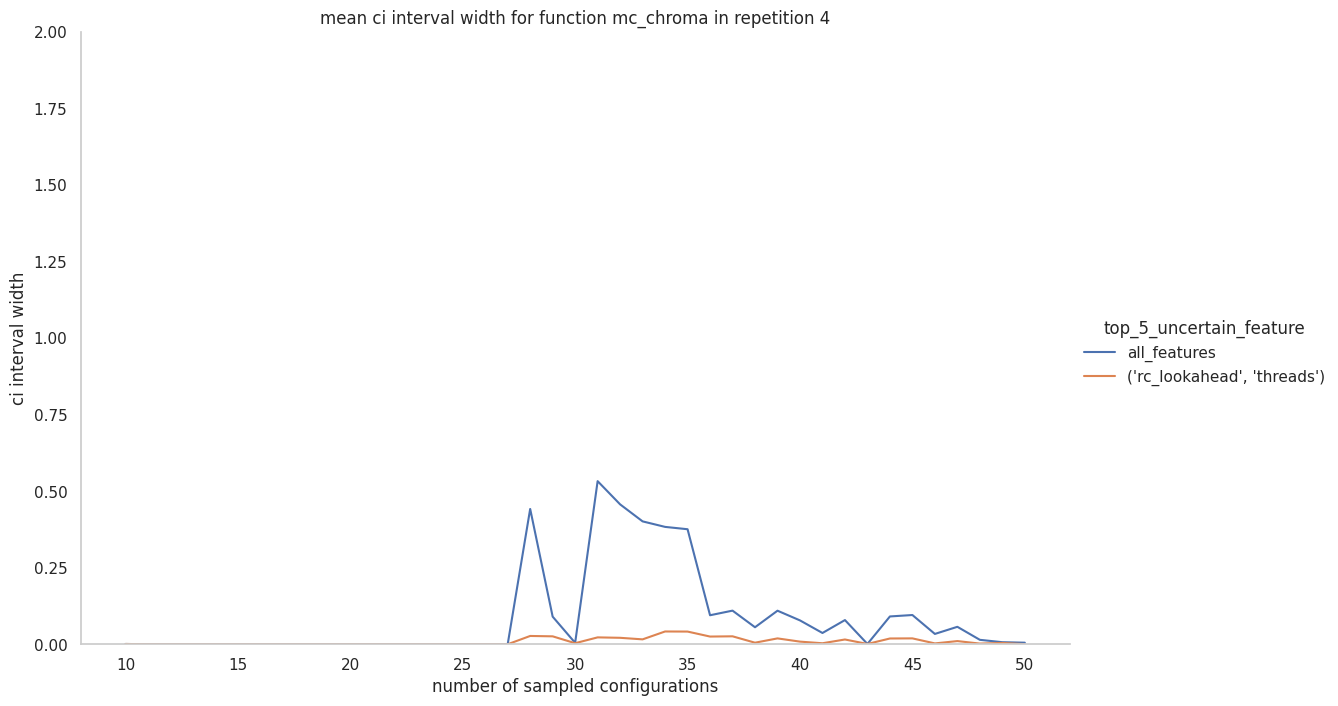 mean ci interval width for function mc_chroma in repetition 4
2.00
1.75
1.50
1.25
1.00
0.75
0.50
0.25
0.00
ci interval width
10 15 20 25 30 35 40 45 50
number of sampled configurations
top_5_uncertain_feature
all_features
('rc_lookahead', 'threads')